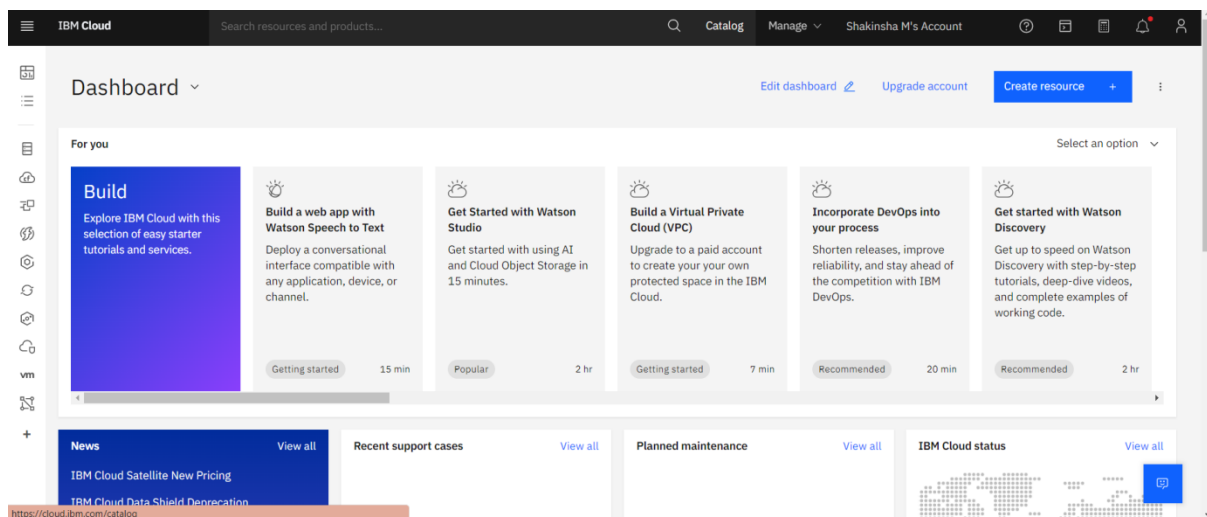 IBM Cloud
Search resources and products...
Catalog
Manage
Shakinsha M's Account
Dashboard
Edit dashboard
Upgrade account
Create resource +
For you
Select an option
Build
Explore IBM Cloud with this
selection of easy starter
tutorials and services.
Build a web app with
Watson Speech to Text
Deploy a conversational
interface compatible with
any application, device, or
channel.
Getting started 15 min
Get Started with Watson
Studio
Get started with using AI
and Cloud Object Storage in
15 minutes.
Popular 2 hr
Build a Virtual Private
Cloud (VPC)
Upgrade to a paid account
to create your your own
protected space in the IBM
Cloud.
Getting started 7 min
Incorporate DevOps into
your process
Shorten releases, improve
reliability, and stay ahead of
the competition with IBM
DevOps.
Recommended 20 min
Get started with Watson
Discovery
Get up to speed on Watson
Discovery with step-by-step
tutorials, deep-dive videos,
and complete examples of
working code.
Recommended 2 hr
vm
+
News View all
IBM Cloud Satellite New Pricing
IBM Cloud Data Shield Deprecation
Recent support cases View all
Planned maintenance View all
IBM Cloud status View all
https://cloud.ibm.com/catalog